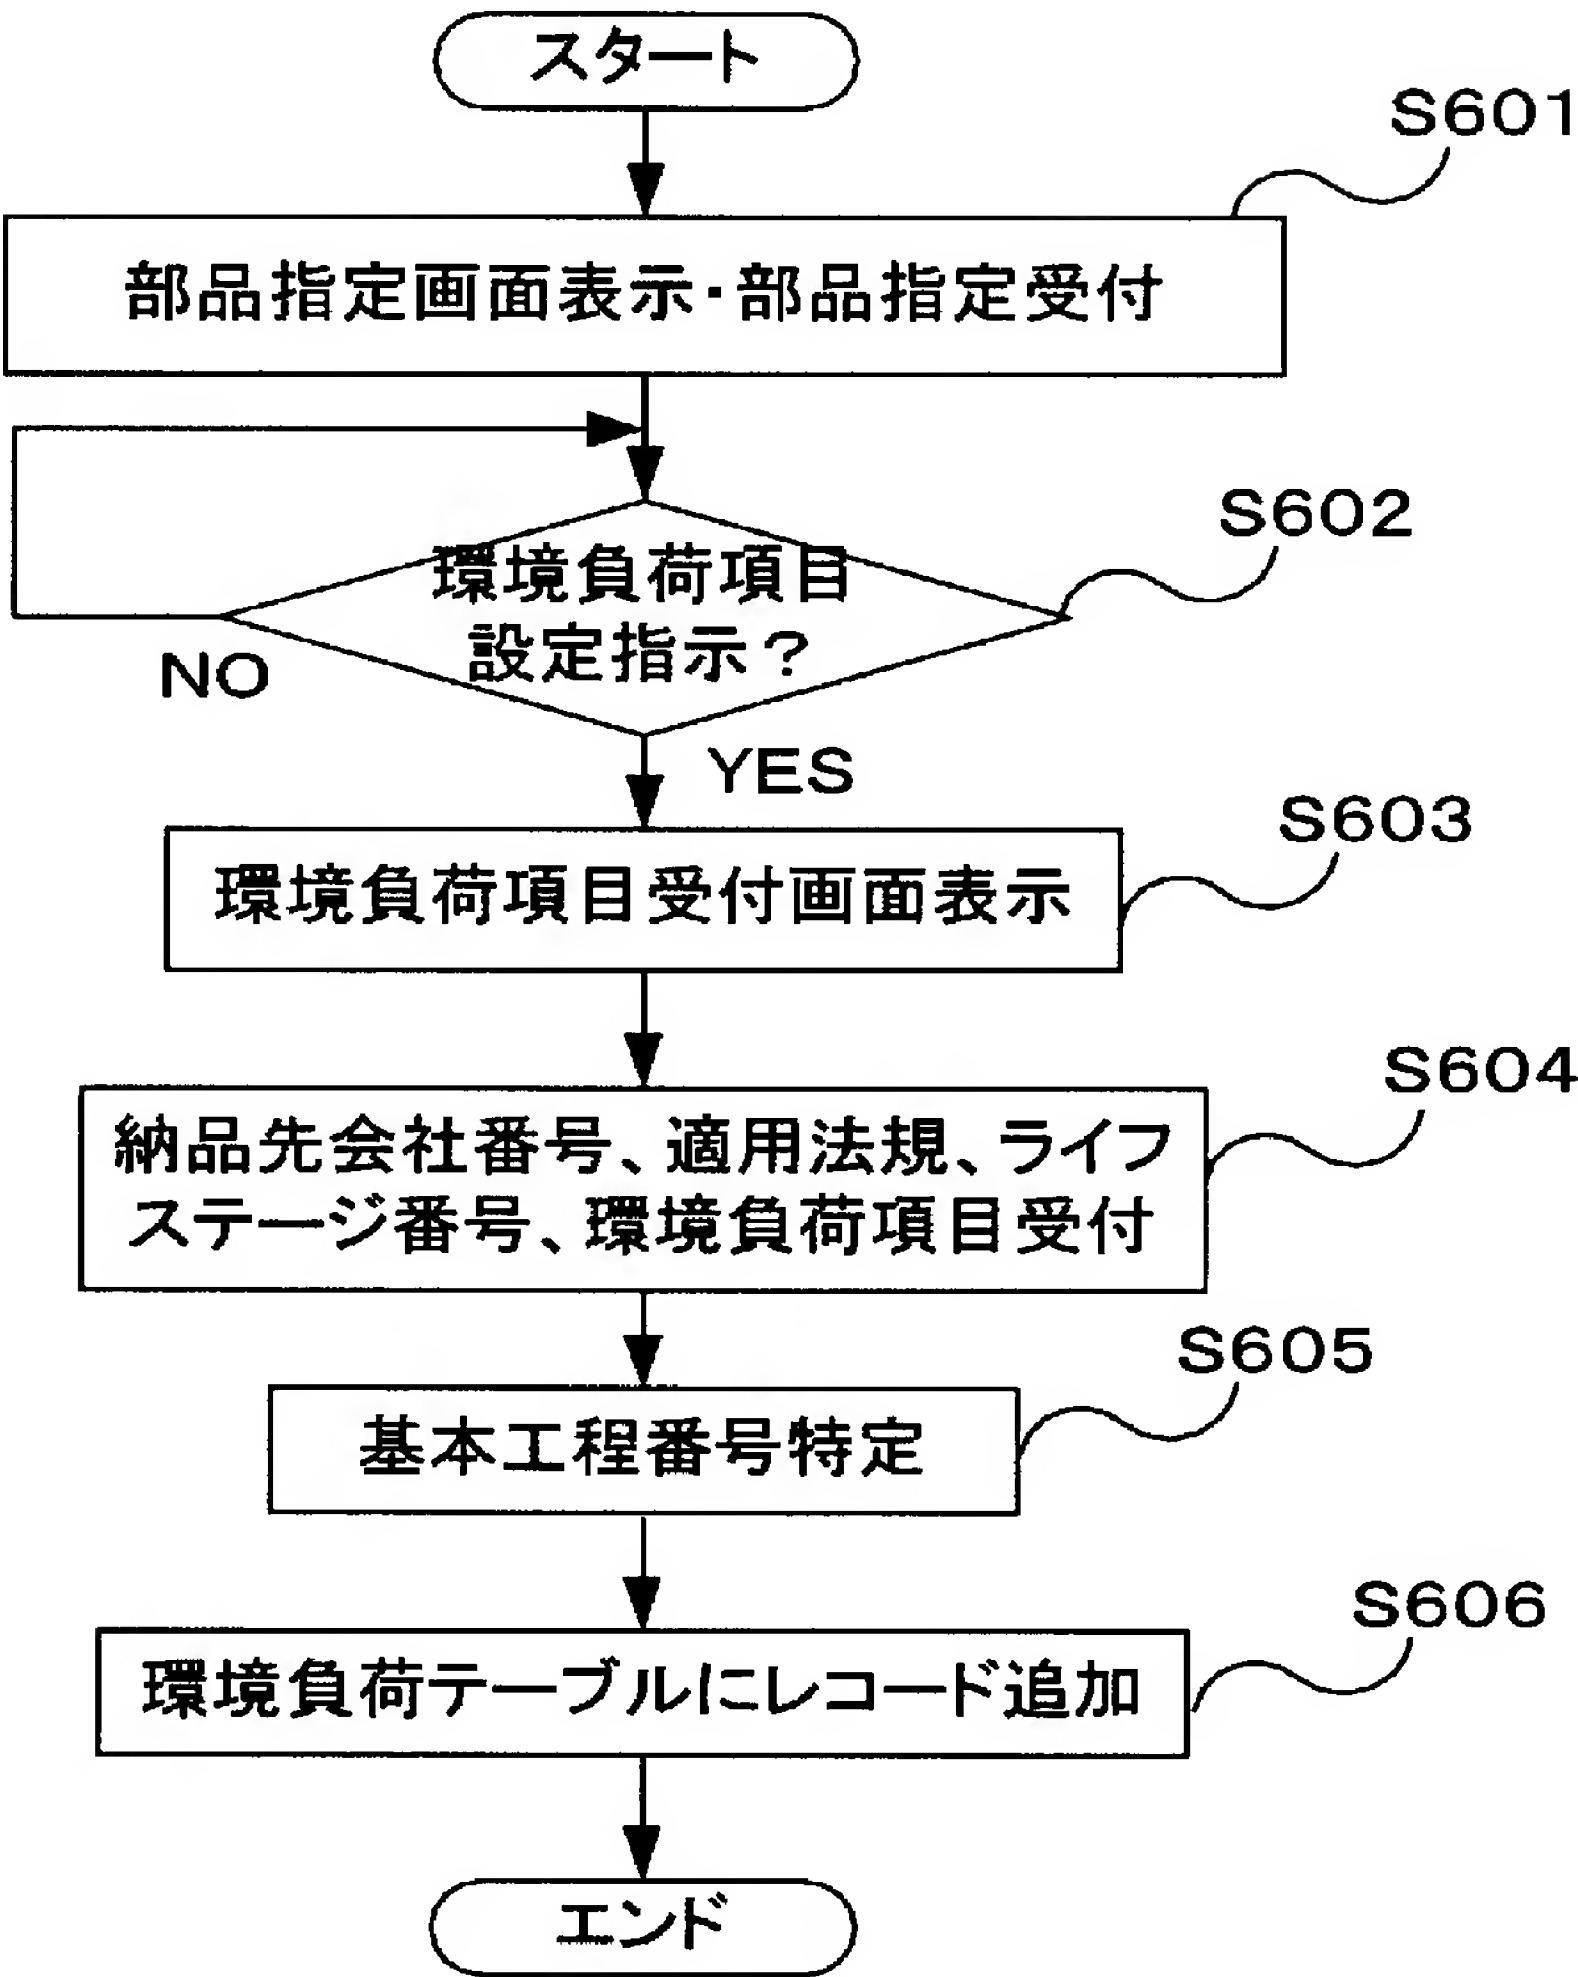 スタート
S601
部品指定画面表示・部品指定受付
S602
環境負荷項目
設定指示？
NO
YES
S603
環境負荷項目受付画面表示
S604
納品先会社番号、適用法規、ライフ
ステージ番号、環境負荷項目受付
S605
基本工程番号特定
S606
環境負荷テーブルにレコード追加
エンド